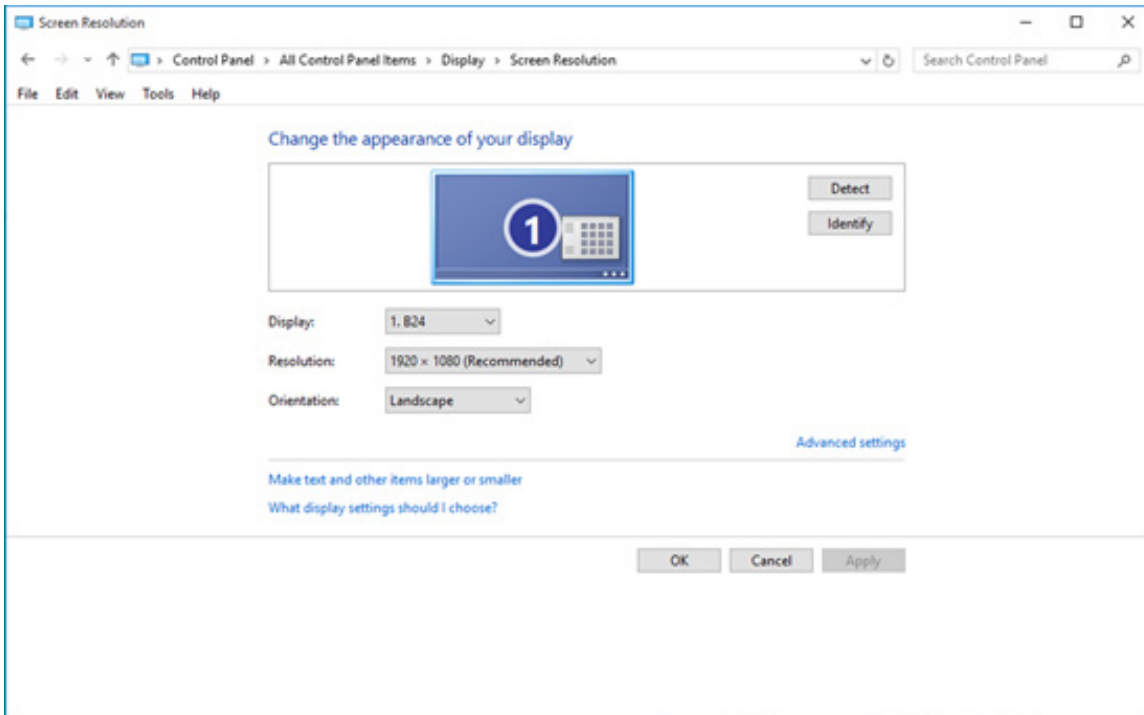 Screen Resolution
Control Panel > All Control Panel Items > Display > Screen Resolution
Search Control Panel
File Edit View Tools Help
Change the appearance of your display
1
Detect
Identify
Display: 1. B24
Resolution: 1920 × 1080 (Recommended)
Orientation: Landscape
Advanced settings
Make text and other items larger or smaller
What display settings should I choose?
OK Cancel Apply